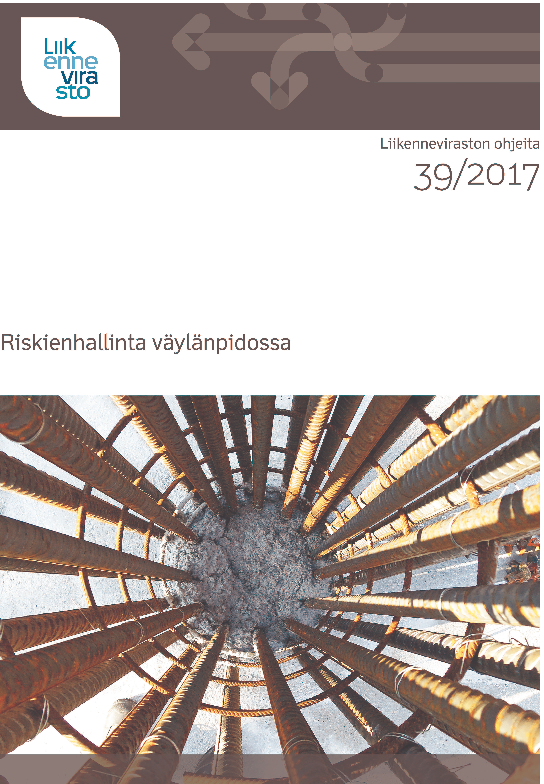 Liik
enne
vira
sto
Liikenneviraston ohjeita
39/2017
Riskienhallinta väylänpidossa